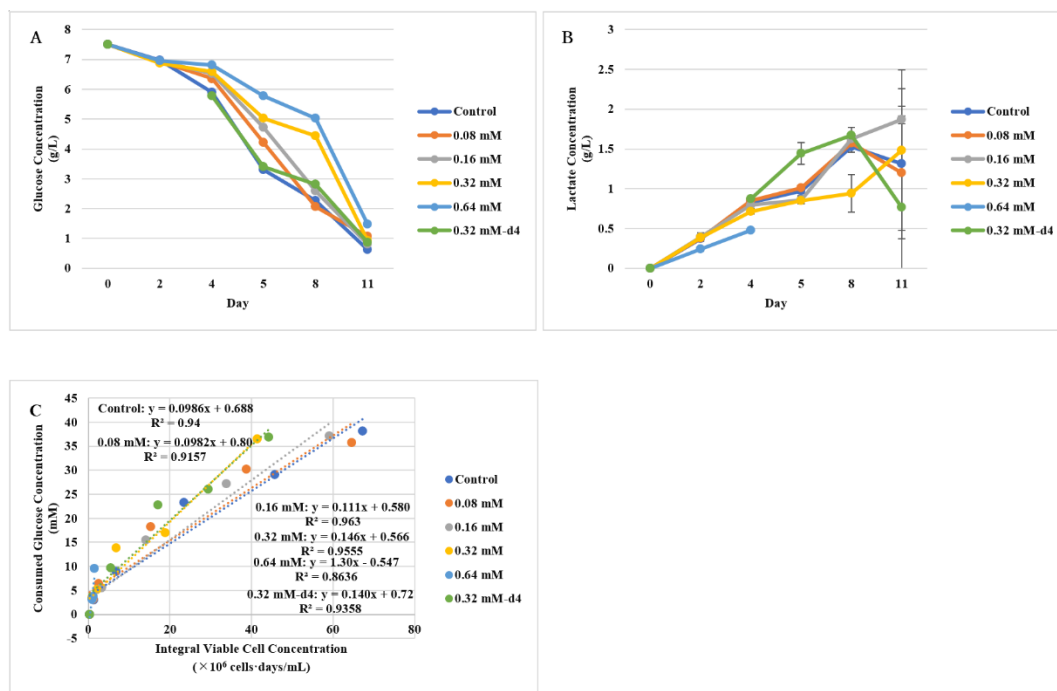 A
Glucose Concentration
(g/L)
8
7
6
5
4
3
2
1
0
0 2 4 5 8 11
Day
Control
0.08 mM
0.16 mM
0.32 mM
0.64 mM
0.32 mM-d4
B
Lactate Concentration
(g/L)
3
2.5
2
1.5
1
0.5
0
0 2 4 5 8 11
Day
Control
0.08 mM
0.16 mM
0.32 mM
0.64 mM
0.32 mM-d4
C
Consumed Glucose Concentration
(mM)
45
40
35
30
25
20
15
10
5
0
-5
Control: y = 0.0986x + 0.688
R² = 0.94
0.08 mM: y = 0.0982x + 0.80
R² = 0.9157
0.16 mM: y = 0.111x + 0.580
R² = 0.963
0.32 mM: y = 0.146x + 0.566
R² = 0.9555
0.64 mM: y = 1.30x - 0.547
R² = 0.8636
0.32 mM-d4: y = 0.140x + 0.72
R² = 0.9358
0 20 40 60 80
Integral Viable Cell Concentration
(×10⁶ cells·days/mL)
Control
0.08 mM
0.16 mM
0.32 mM
0.64 mM
0.32 mM-d4